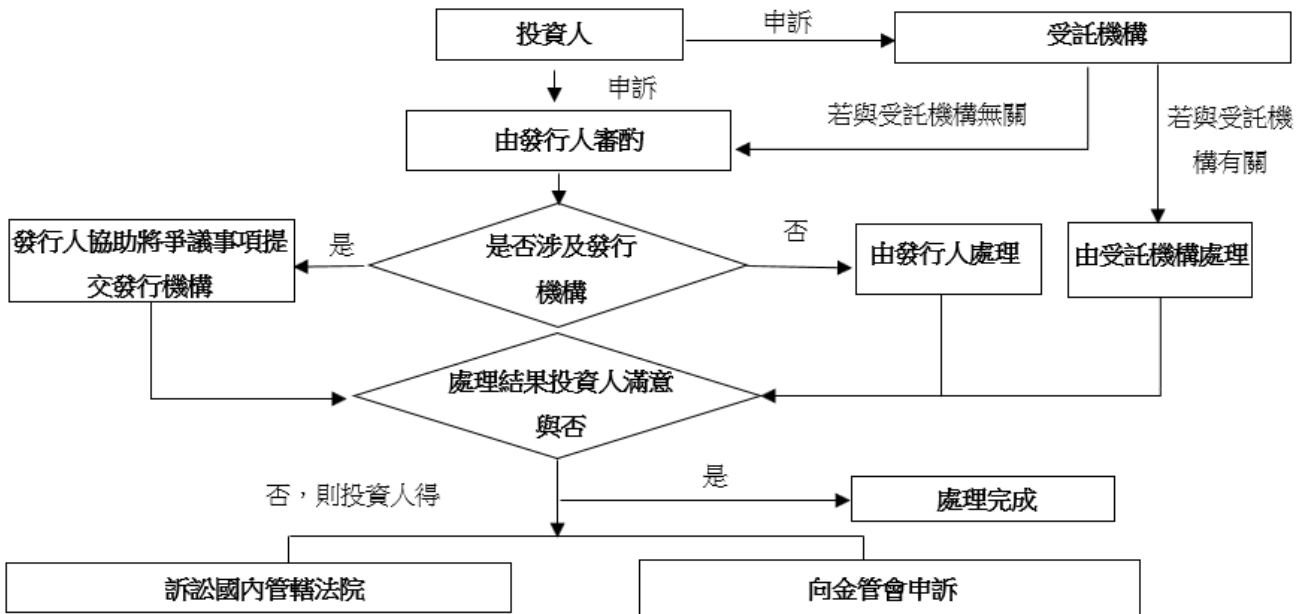 投資人
申訴
受託機構
申訴
若與受託機構無關
若與受託機
構有關
由發行人審酌
發行人協助將爭議事項提
交發行機構
是
是否涉及發行
機構
否
由發行人處理
由受託機構處理
處理結果投資人滿意
與否
否，則投資人得
是
處理完成
訴訟國內管轄法院
向金管會申訴